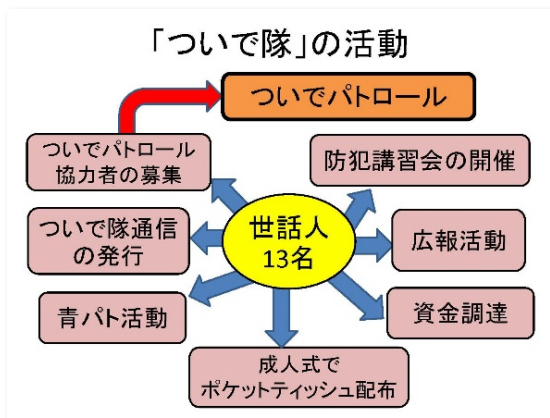 「ついで隊」の活動
ついでパトロール
ついでパトロール
協力者の募集
防犯講習会の開催
ついで隊通信
の発行
世話人
13名
広報活動
青パト活動
資金調達
成人式で
ポケットティッシュ配布